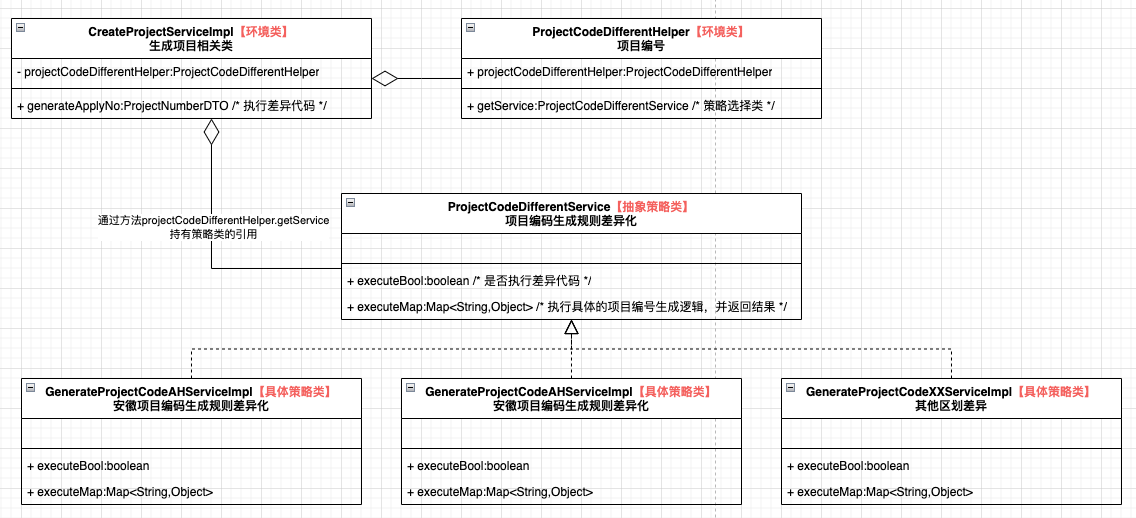 CreateProjectServiceImpl【环境类】
生成项目相关类
- projectCodeDifferentHelper:ProjectCodeDifferentHelper
+ generateApplyNo:ProjectNumberDTO /* 执行差异代码 */
ProjectCodeDifferentHelper【环境类】
项目编号
+ projectCodeDifferentHelper:ProjectCodeDifferentHelper
+ getService:ProjectCodeDifferentService /* 策略选择类 */
通过方法projectCodeDifferentHelper.getService
持有策略类的引用
ProjectCodeDifferentService【抽象策略类】
项目编码生成规则差异化
+ executeBool:boolean /* 是否执行差异代码 */
+ executeMap:Map<String,Object> /* 执行具体的项目编号生成逻辑，并返回结果 */
GenerateProjectCodeAHServiceImpl【具体策略类】
安徽项目编码生成规则差异化
+ executeBool:boolean
+ executeMap:Map<String,Object>
GenerateProjectCodeAHServiceImpl【具体策略类】
安徽项目编码生成规则差异化
+ executeBool:boolean
+ executeMap:Map<String,Object>
GenerateProjectCodeXXServiceImpl【具体策略类】
其他区划差异
+ executeBool:boolean
+ executeMap:Map<String,Object>